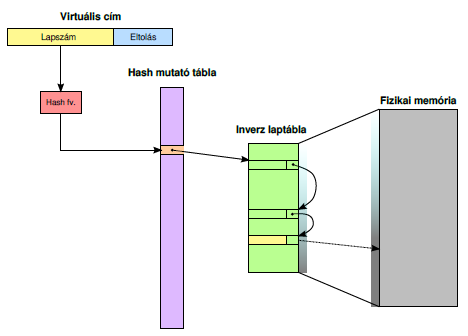 Virtuális cím
Lapszám
Eltolás
Hash mutató tábla
Hash fv.
Fizikai memória
Inverz laptábla